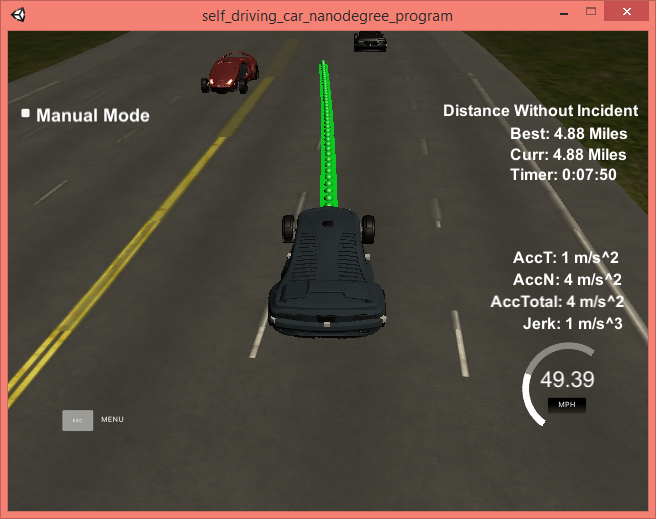 self_driving_car_nanodegree_program
Manual Mode
Distance Without Incident
Best: 4.88 Miles
Curr: 4.88 Miles
Timer: 0:07:50
AccT: 1 m/s^2
AccN: 4 m/s^2
AccTotal: 4 m/s^2
Jerk: 1 m/s^3
49.39
MPH
ESC MENU